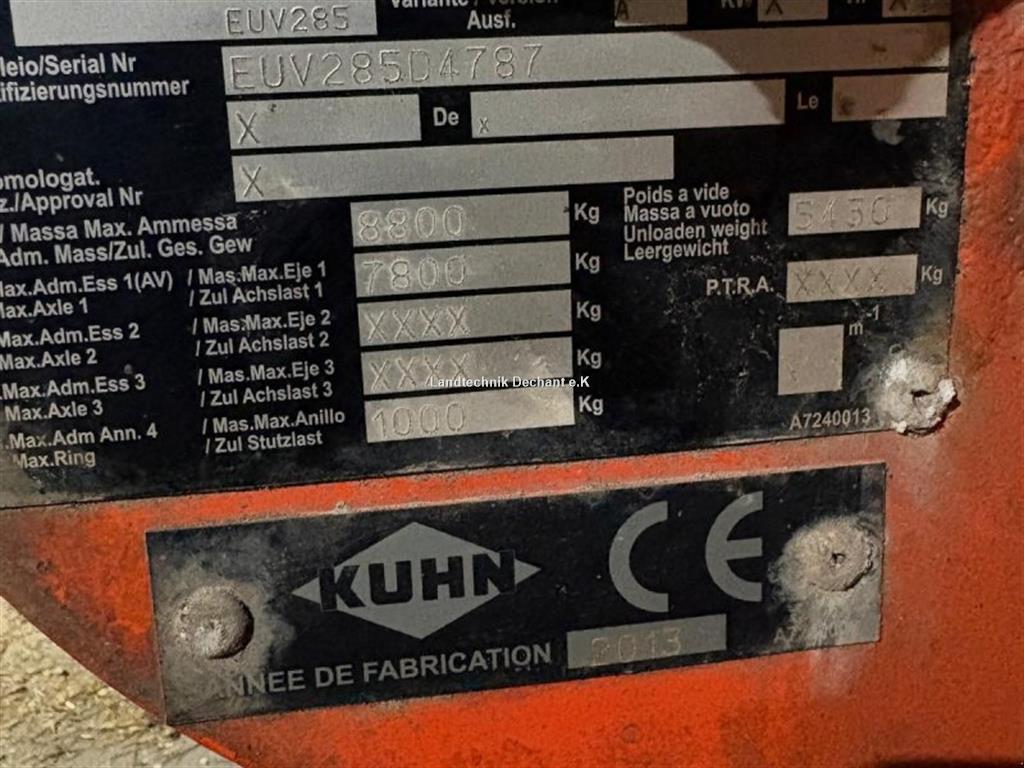 EUV285
Variante / Version
Ausf.
A
Kw
X
X
leio/Serial Nr
tifizierungsnummer
EUV285D4787
X
De
x
Le
omologat.
z./Approval Nr
X
/ Massa Max. Ammessa
Adm. Mass/Zul. Ges. Gew
8800 Kg
Poids a vide
Massa a vuoto
Unloaden weight
Leergewicht
5430 Kg
Max.Adm.Ess 1(AV) / Mas.Max.Eje 1
Max.Axle 1 / Zul Achslast 1
7800 Kg
P.T.R.A. XXXX Kg
Max.Adm.Ess 2 / Mas.Max.Eje 2
Max.Axle 2 / Zul Achslast 2
XXXX Kg
m-1
Max.Adm.Ess 3 / Mas.Max.Eje 3
Max.Axle 3 / Zul Achslast 3
XXXX Kg
Landtechnik Dechant e.K
Max.Adm Ann. 4 / Mas.Max.Anillo
Max.Ring / Zul Stutzlast
1000 Kg
A7240013
KUHN CE
ANNEE DE FABRICATION 2013